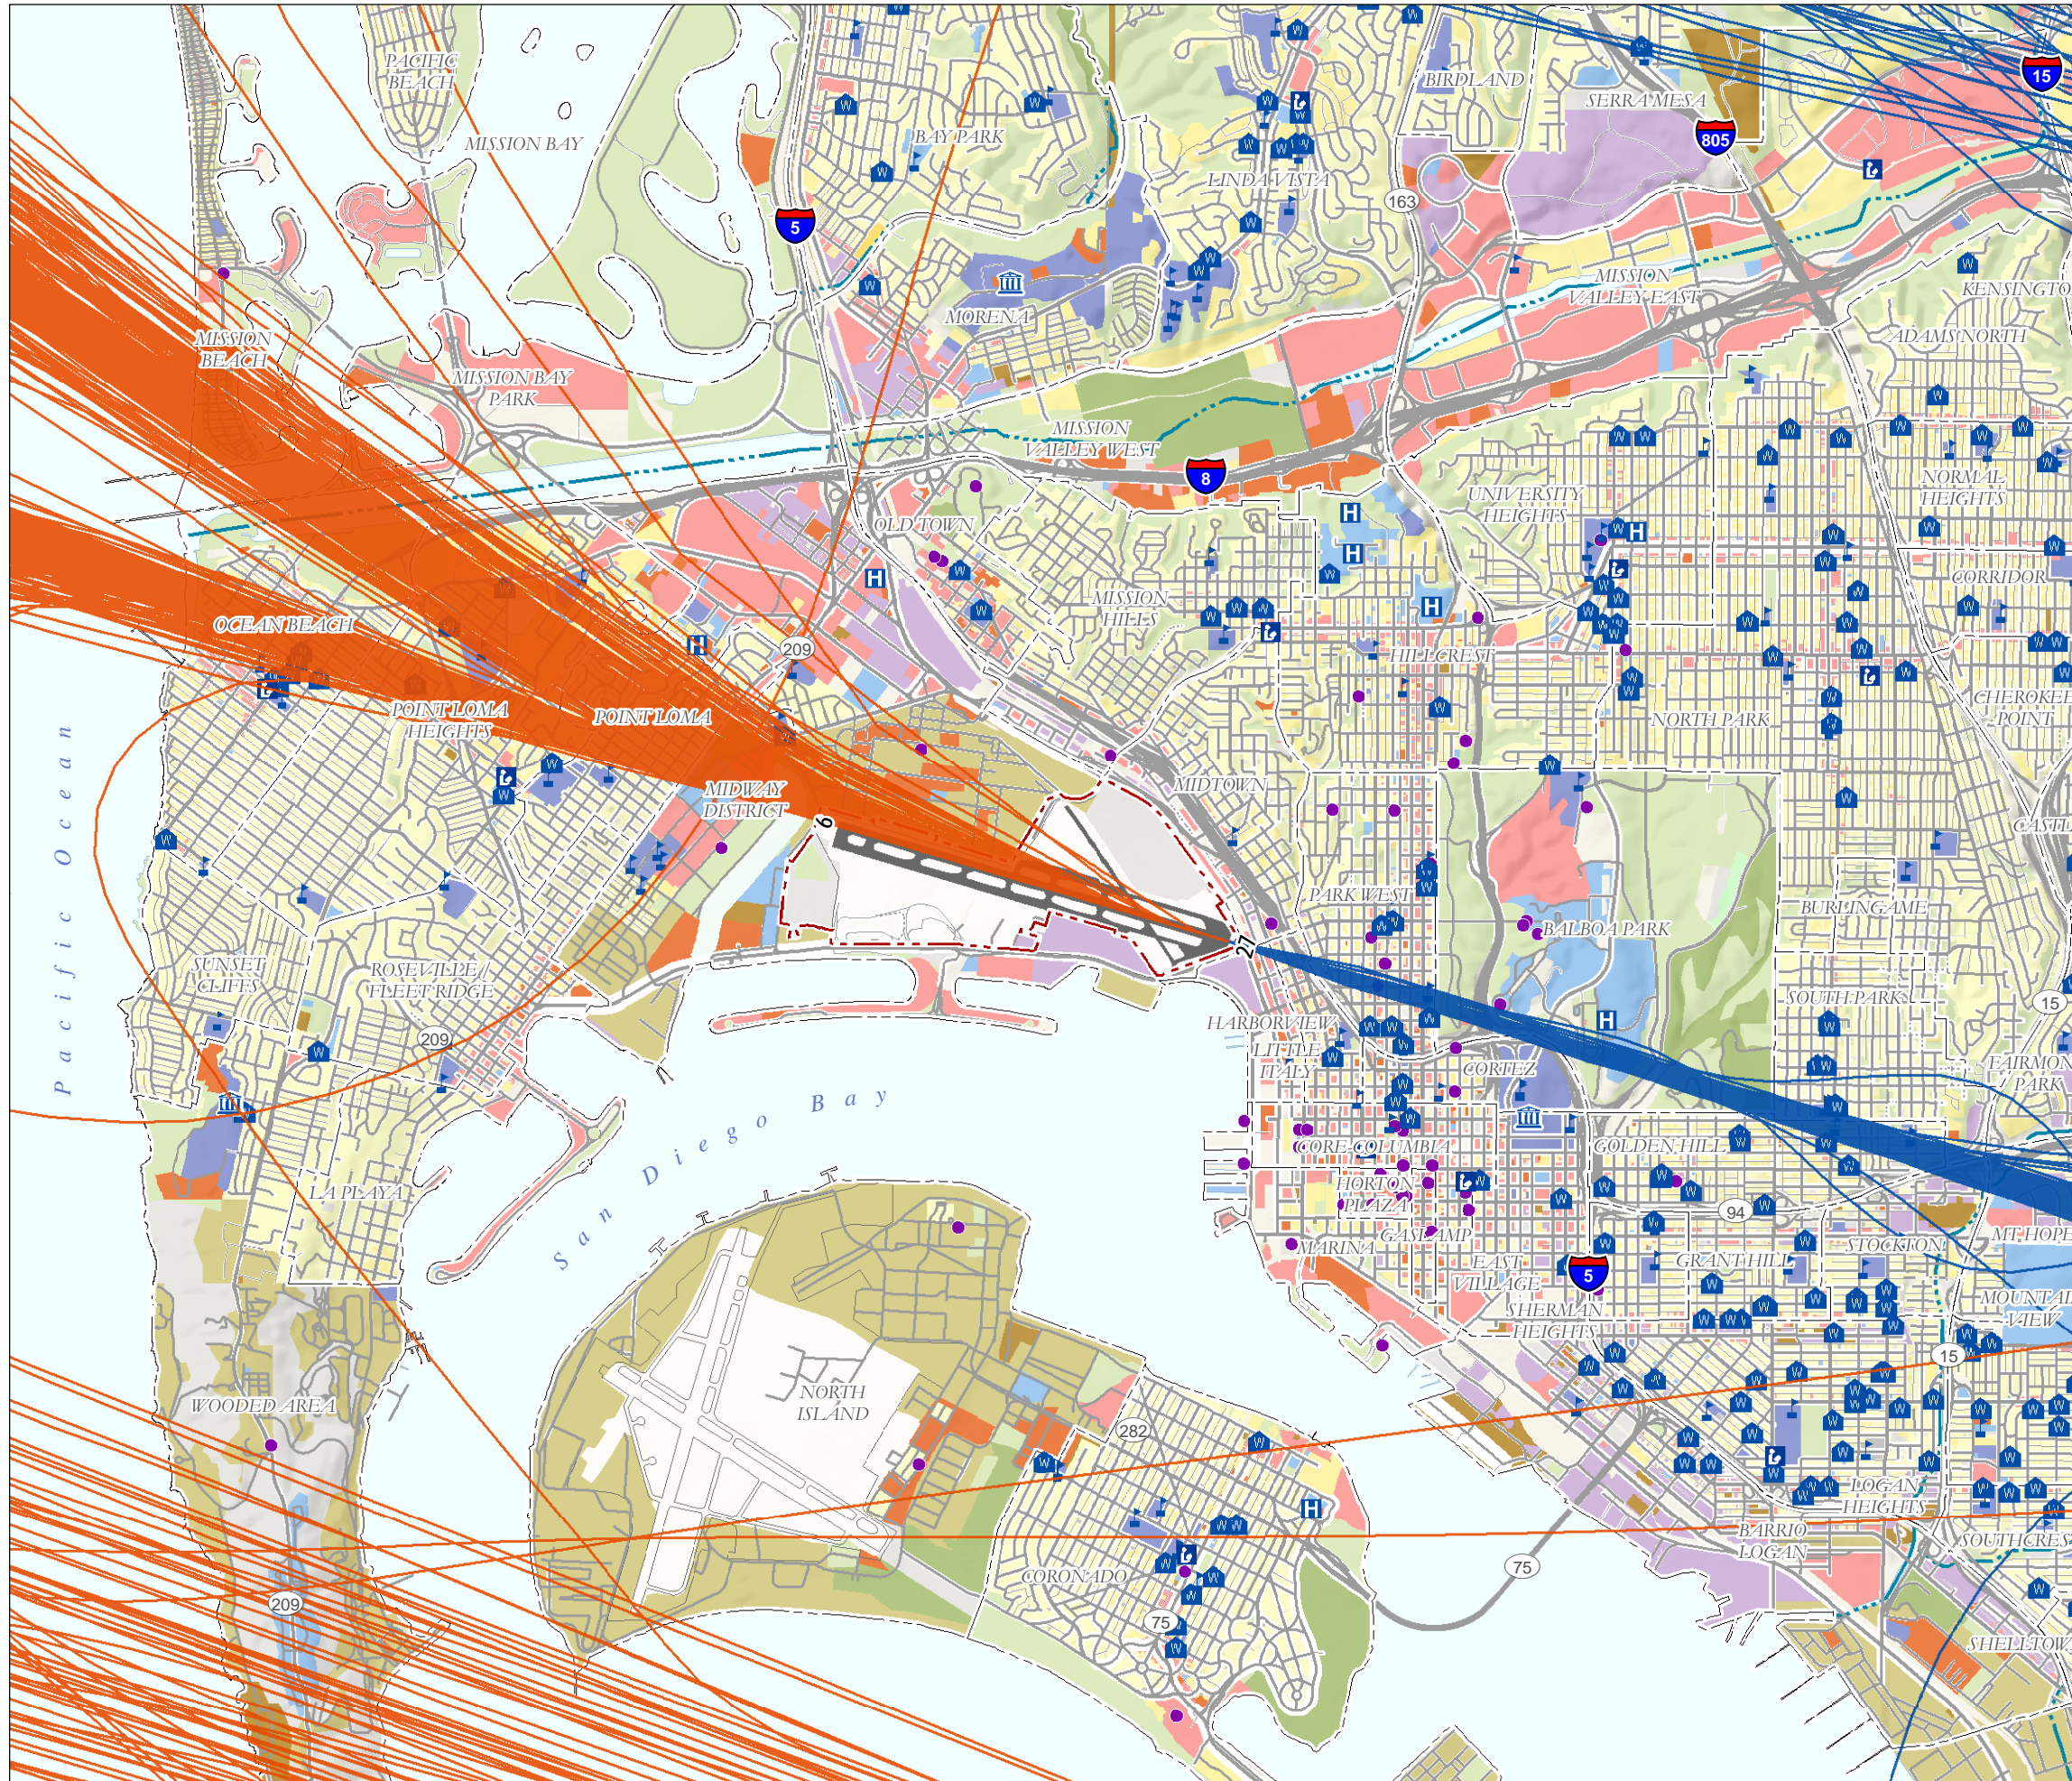 PACIFIC
BEACH
MISSION BAY
BAY PARK
5
LINDA VISTA
BIRDLAND
SERRA MESA
15
805
163
MISSION
VALLEY EAST
MORENA
ADAMS NORTH
MISSION
BEACH
MISSION BAY
PARK
MISSION
VALLEY WEST
8
UNIVERSITY
HEIGHTS
NORMAL
HEIGHTS
OLD TOWN
H
H
H
H
H
H
CORRIDOR
MISSION
HILLS
OCEAN BEACH
209
HILLCREST
POINT LOMA
HEIGHTS
POINT LOMA
NORTH PARK
POINT
MIDWAY
DISTRICT
MIDTOWN
9
27
PARK WEST
BURLINGAME
BALBOA PARK
Pacific Ocean
SUNSET
CLIFFS
ROSEVILLE /
FLEET RIDGE
209
SOUTH PARK
15
HARBORVIEW
LITTLE
ITALY
CORTEZ
H
PARK
San Diego Bay
CORE-COLUMBIA
GOLDEN HILL
LA PLAYA
HORTON
PLAZA
94
MARINA
GASLAMP
EAST
VILLAGE
5
GRANT HILL
STOCKTON
MT HOPE
SHERMAN
HEIGHTS
VIEW
15
WOODED AREA
NORTH
ISLAND
282
H
LOGAN
HEIGHTS
BARRIO
LOGAN
CORONADO
75
75
209